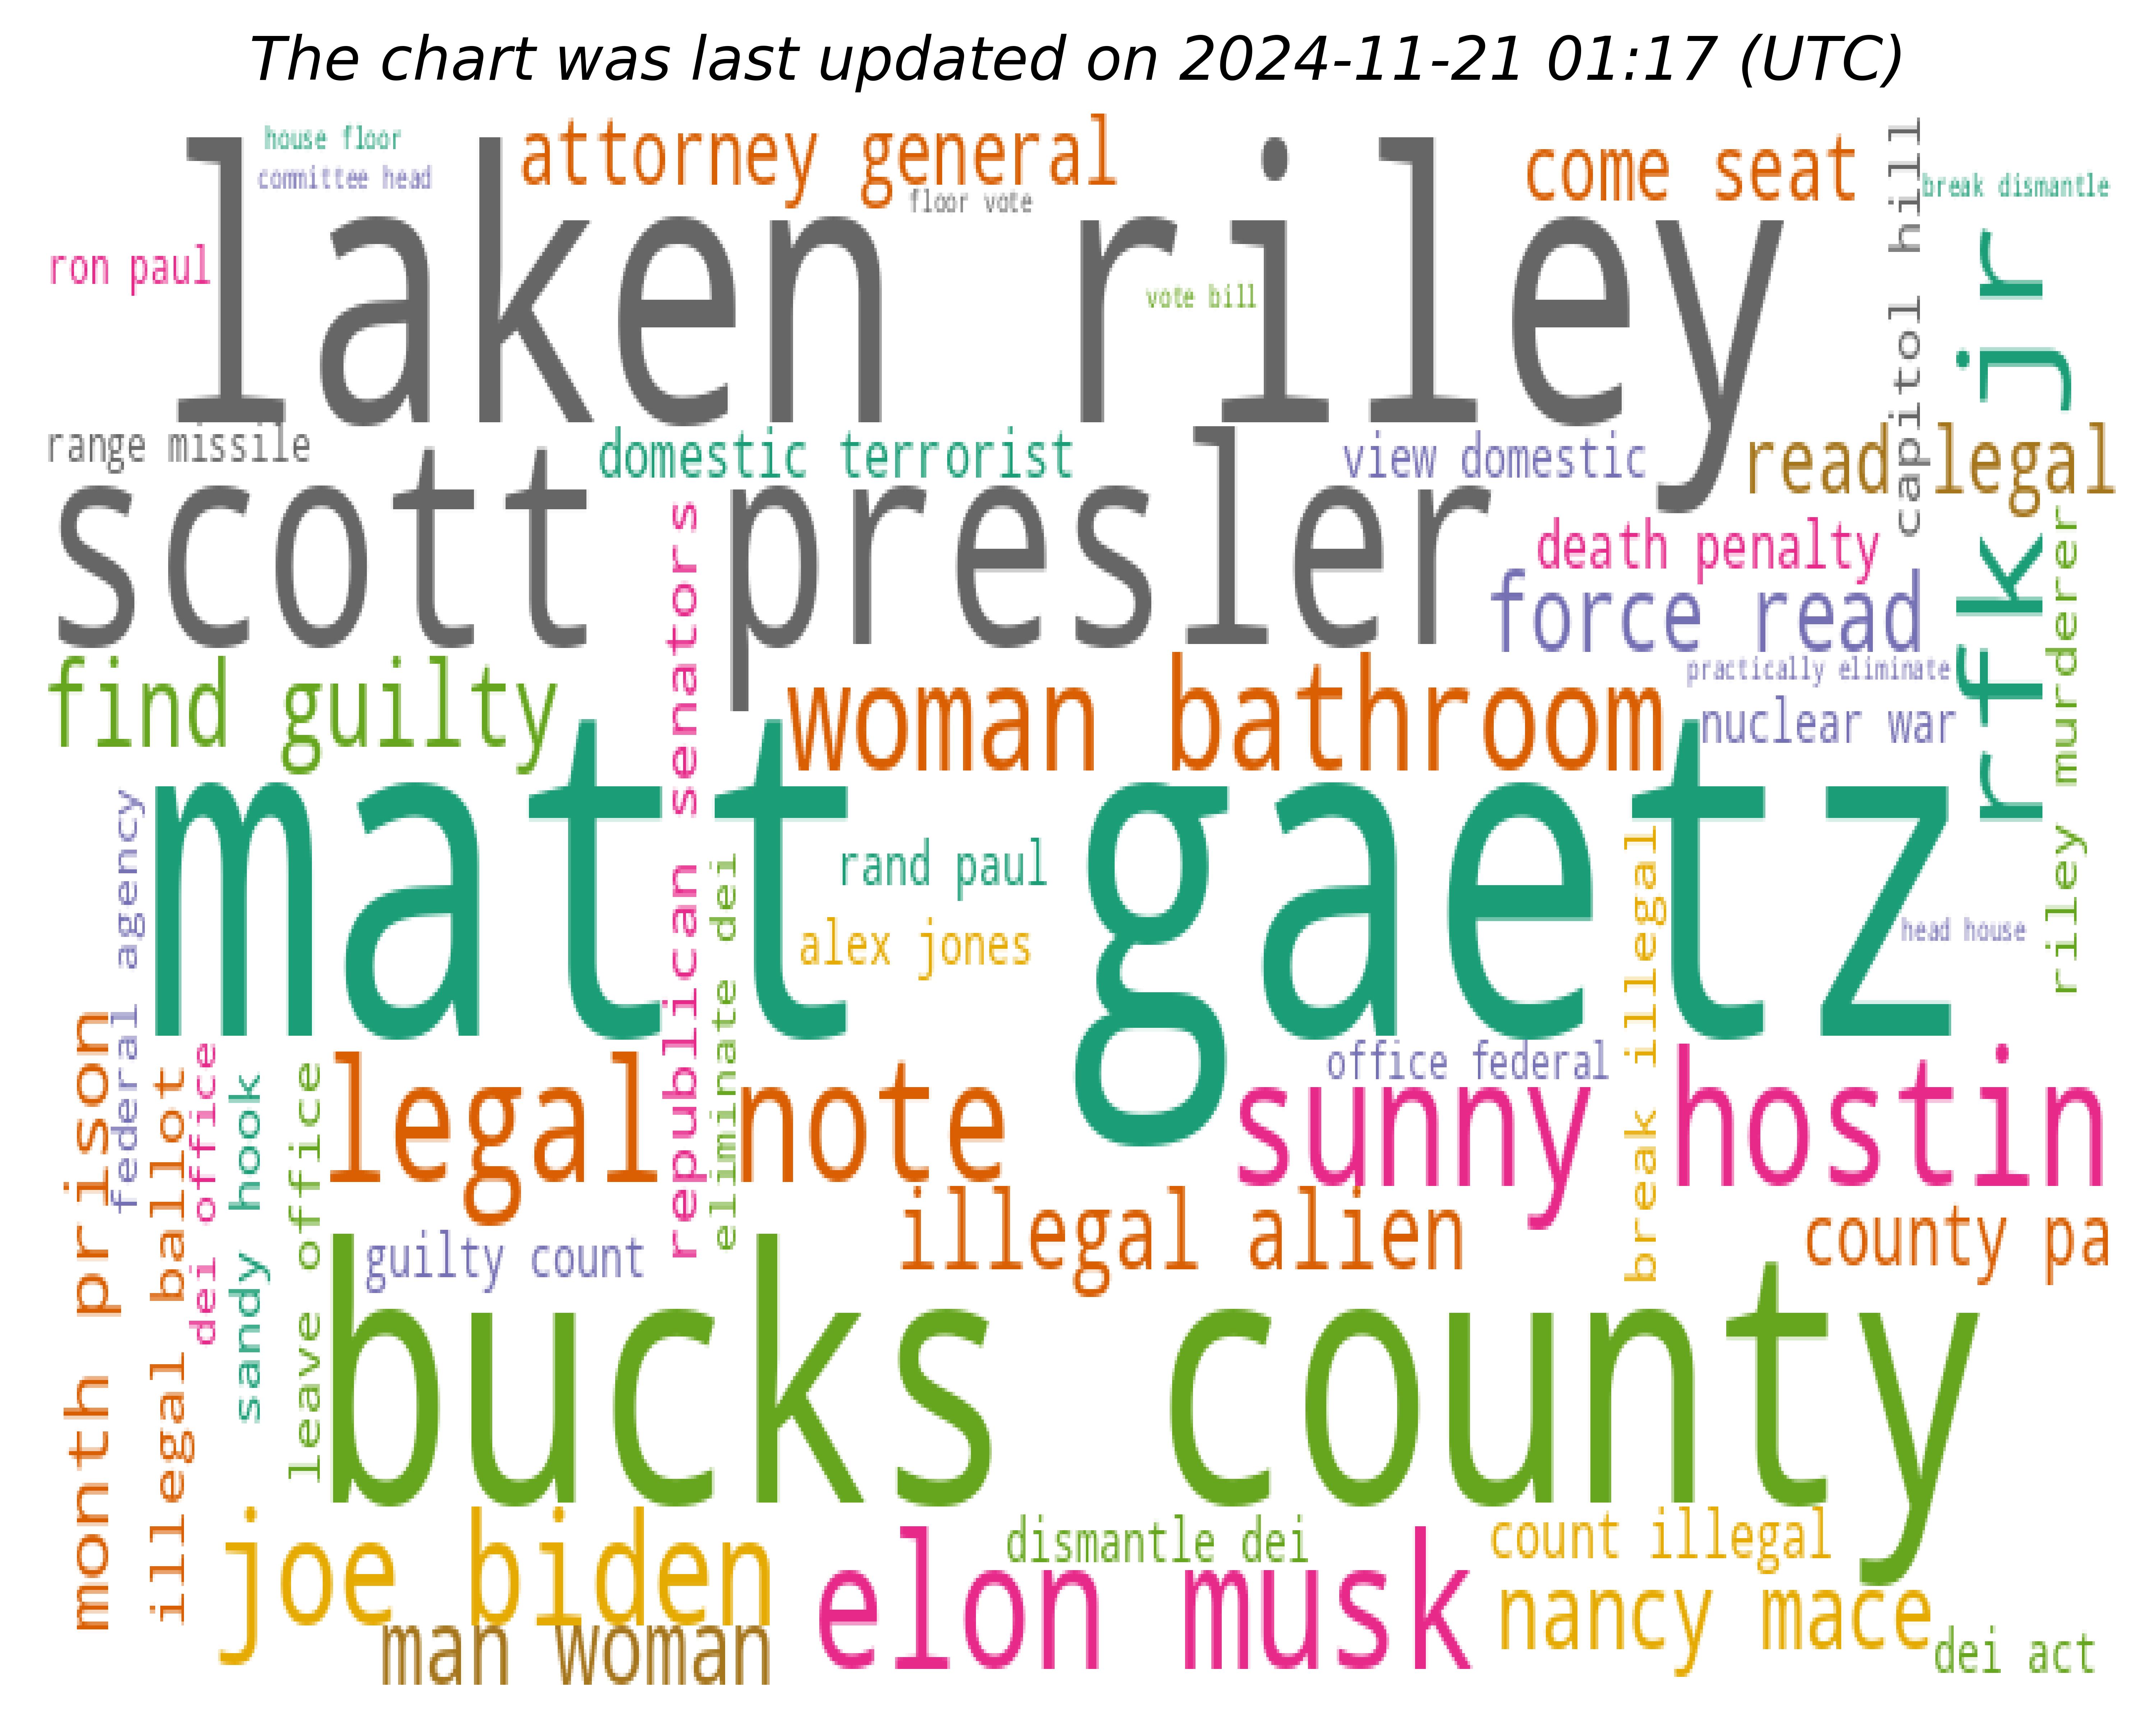 The chart was last updated on 2024-11-21 01:17 (UTC)
house floor
attorney general
come seat
capitol hill
committee head
floor vote
break dismantle
laken riley
ron paul
vote bill
rfk jr
range missile
domestic terrorist
view domestic
read legal
scott presler
republican senators
death penalty
riley murderer
force read
find guilty
woman bathroom
practically eliminate
nuclear war
matt gaetz
federal agency
rand paul
eliminate dei
break illegal
alex jones
head house
month prison
illegal ballot
dei office
sandy hook
leave office
office federal
legal note
sunny hostin
illegal alien
county pa
guilty count
bucks county
joe biden
dismantle dei
count illegal
elon musk
nancy mace
man woman
dei act